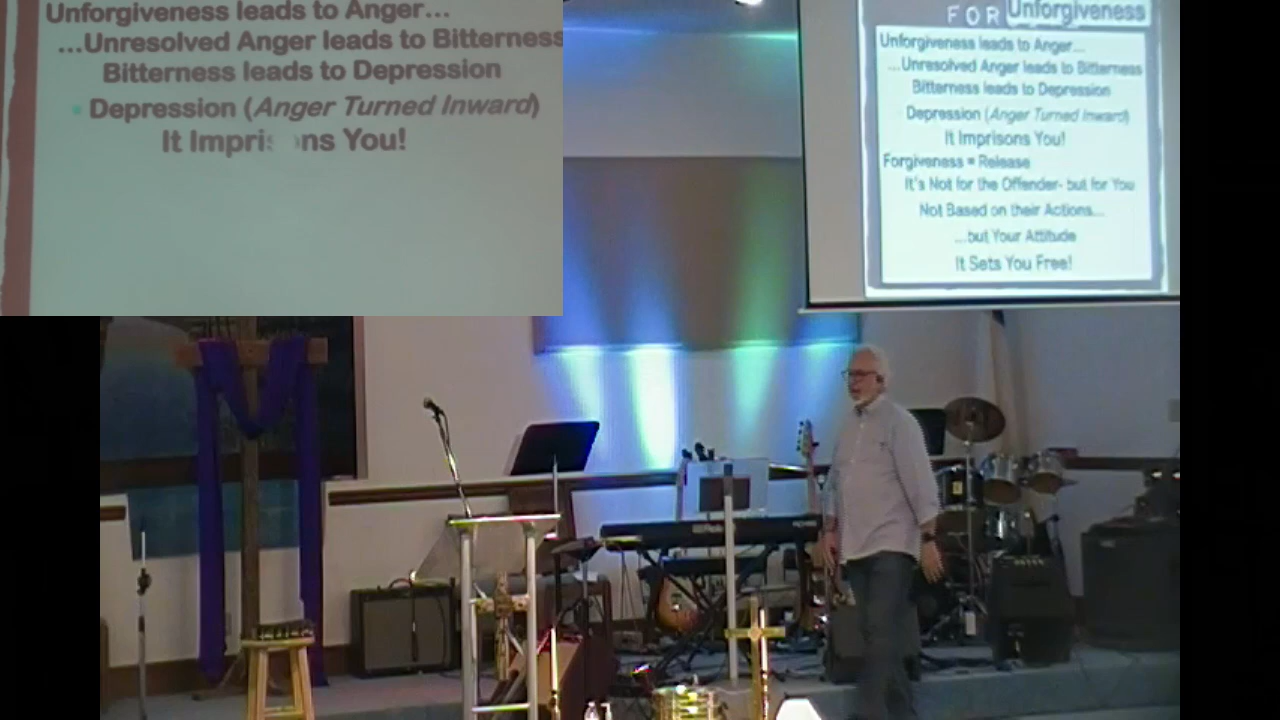 Unforgiveness leads to Anger...
...Unresolved Anger leads to Bitterness
Bitterness leads to Depression
Depression (Anger Turned Inward)
It Imprisons You!
FOR Unforgiveness
Unforgiveness leads to Anger...
...Unresolved Anger leads to Bitterness
Bitterness leads to Depression
Depression (Anger Turned Inward)
It Imprisons You!
Forgiveness = Release
It's Not for the Offender- but for You
Not Based on their Actions...
...but Your Attitude
It Sets You Free!